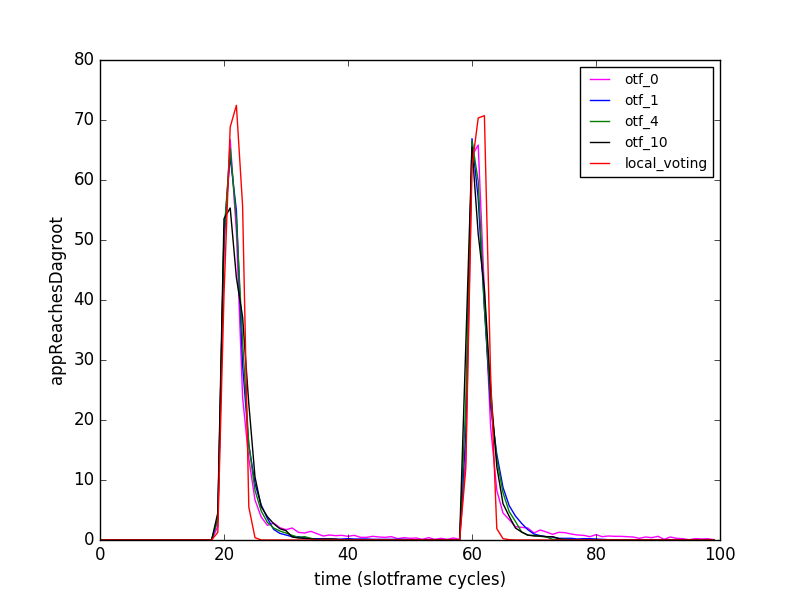 80
70
60
50
40
30
20
10
0
appReachesDagroot
0 20 40 60 80 100
time (slotframe cycles)
otf_0
otf_1
otf_4
otf_10
local_voting